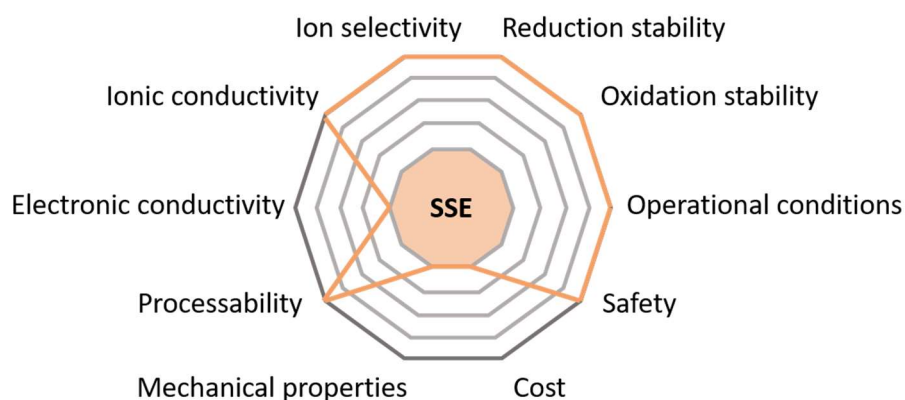 Ion selectivity
Reduction stability
Ionic conductivity
Oxidation stability
Electronic conductivity
SSE
Operational conditions
Processability
Safety
Mechanical properties
Cost